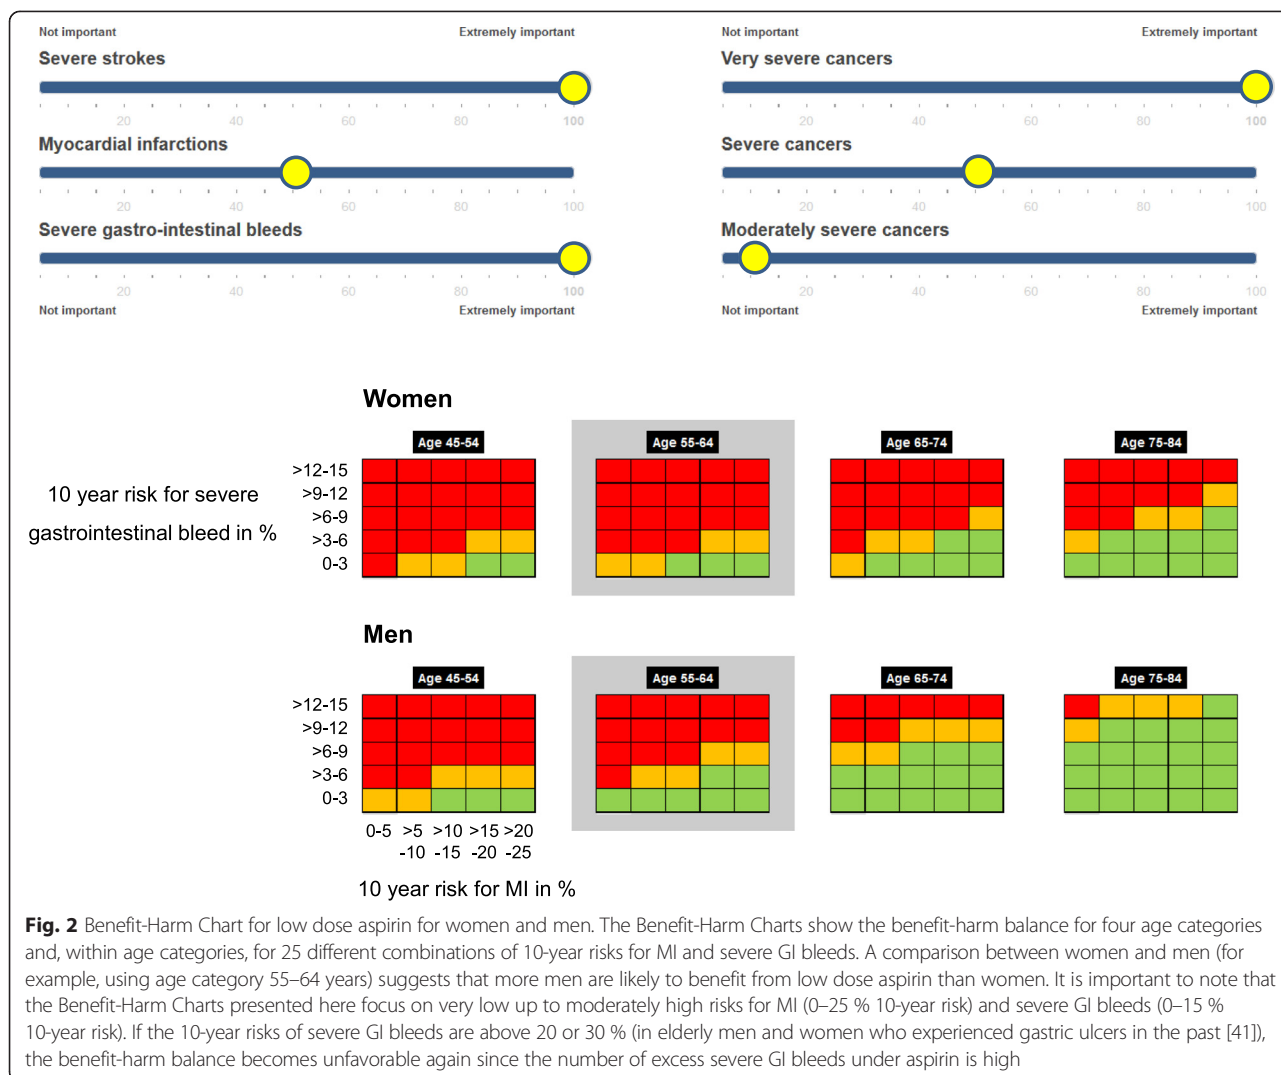 Not important Extremely important
Severe strokes
20 40 60 80 100
Myocardial infarctions
20 40 60 80 100
Severe gastro-intestinal bleeds
20 40 60 80 100
Not important Extremely important
Not important Extremely important
Very severe cancers
20 40 60 80 100
Severe cancers
20 40 60 80 100
Moderately severe cancers
20 40 60 80 100
Not important Extremely important
Women
Age 45-54 Age 55-64 Age 65-74 Age 75-84
10 year risk for severe
gastrointestinal bleed in %
>12-15
>9-12
>6-9
>3-6
0-3
Men
Age 45-54 Age 55-64 Age 65-74 Age 75-84
>12-15
>9-12
>6-9
>3-6
0-3
0-5 >5 >10 >15 >20
-10 -15 -20 -25
10 year risk for MI in %
Fig. 2 Benefit-Harm Chart for low dose aspirin for women and men. The Benefit-Harm Charts show the benefit-harm balance for four age categories
and, within age categories, for 25 different combinations of 10-year risks for MI and severe GI bleeds. A comparison between women and men (for
example, using age category 55–64 years) suggests that more men are likely to benefit from low dose aspirin than women. It is important to note that
the Benefit-Harm Charts presented here focus on very low up to moderately high risks for MI (0–25 % 10-year risk) and severe GI bleeds (0–15 %
10-year risk). If the 10-year risks of severe GI bleeds are above 20 or 30 % (in elderly men and women who experienced gastric ulcers in the past [41]),
the benefit-harm balance becomes unfavorable again since the number of excess severe GI bleeds under aspirin is high